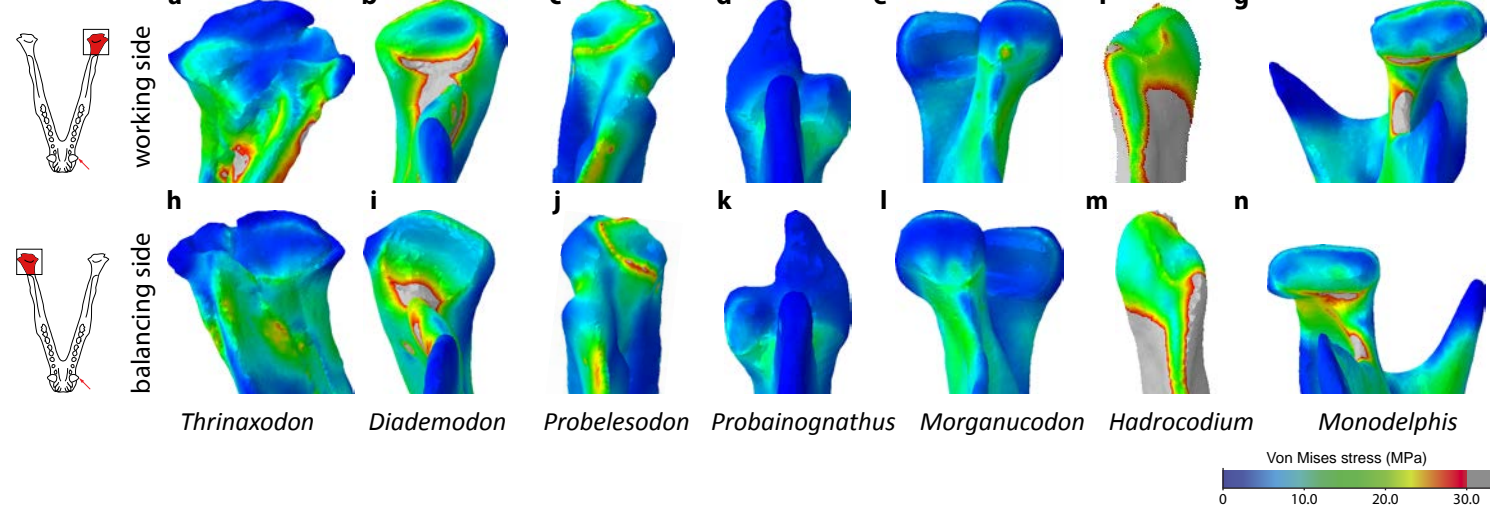 a b c d e f g
working side
h i j k l m n
balancing side
Thrinaxodon Diademodon Probelesodon Probainognathus Morganucodon Hadrocodium Monodelphis
Von Mises stress (MPa)
0 10.0 20.0 30.0